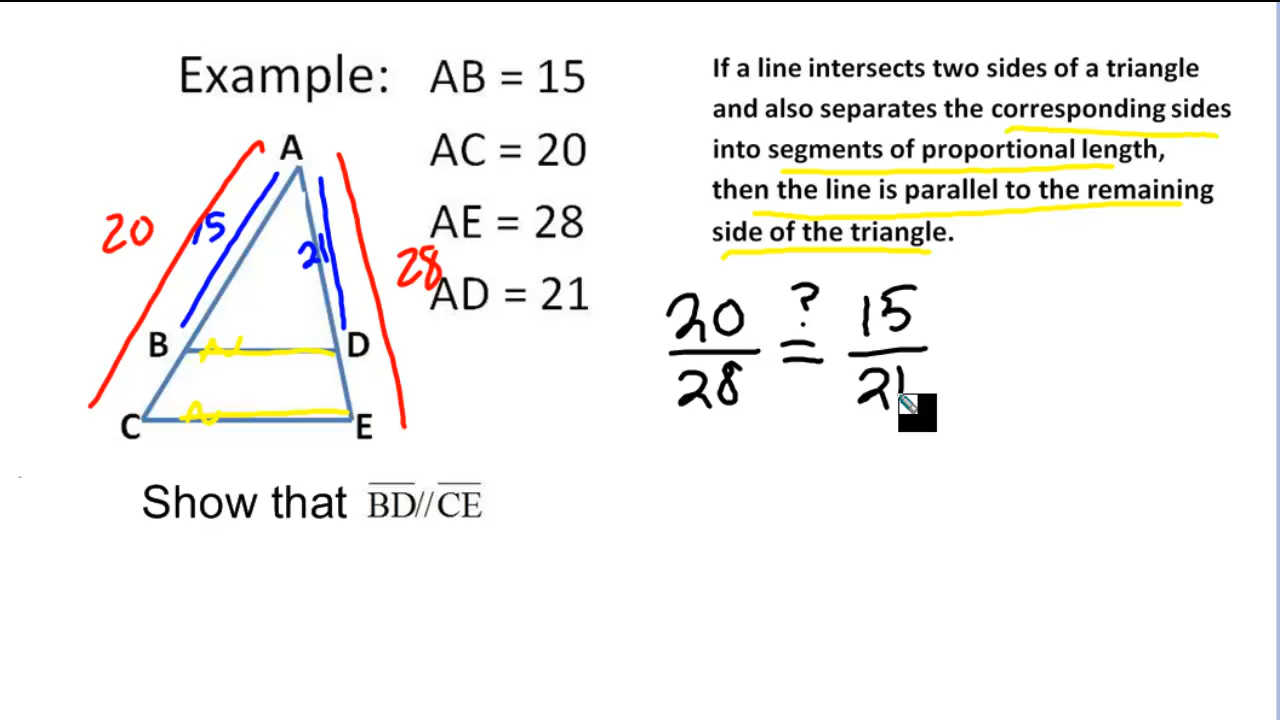 Example: AB = 15
AC = 20
AE = 28
AD = 21
A
20
15
21
28
B
D
C
E
Show that BD//CE
If a line intersects two sides of a triangle
and also separates the corresponding sides
into segments of proportional length,
then the line is parallel to the remaining
side of the triangle.
20 ? 15
— = —
28 21